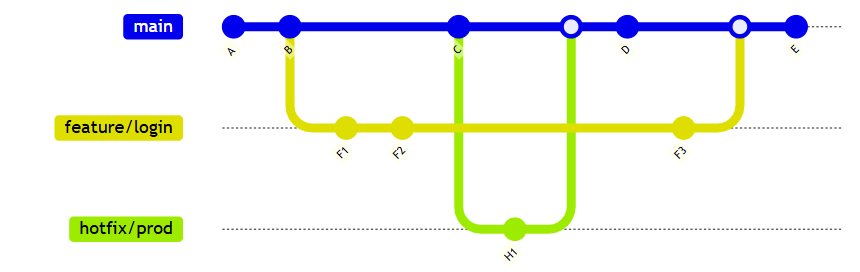 main
A
B
C
D
E
feature/login
F1
F2
F3
hotfix/prod
H1